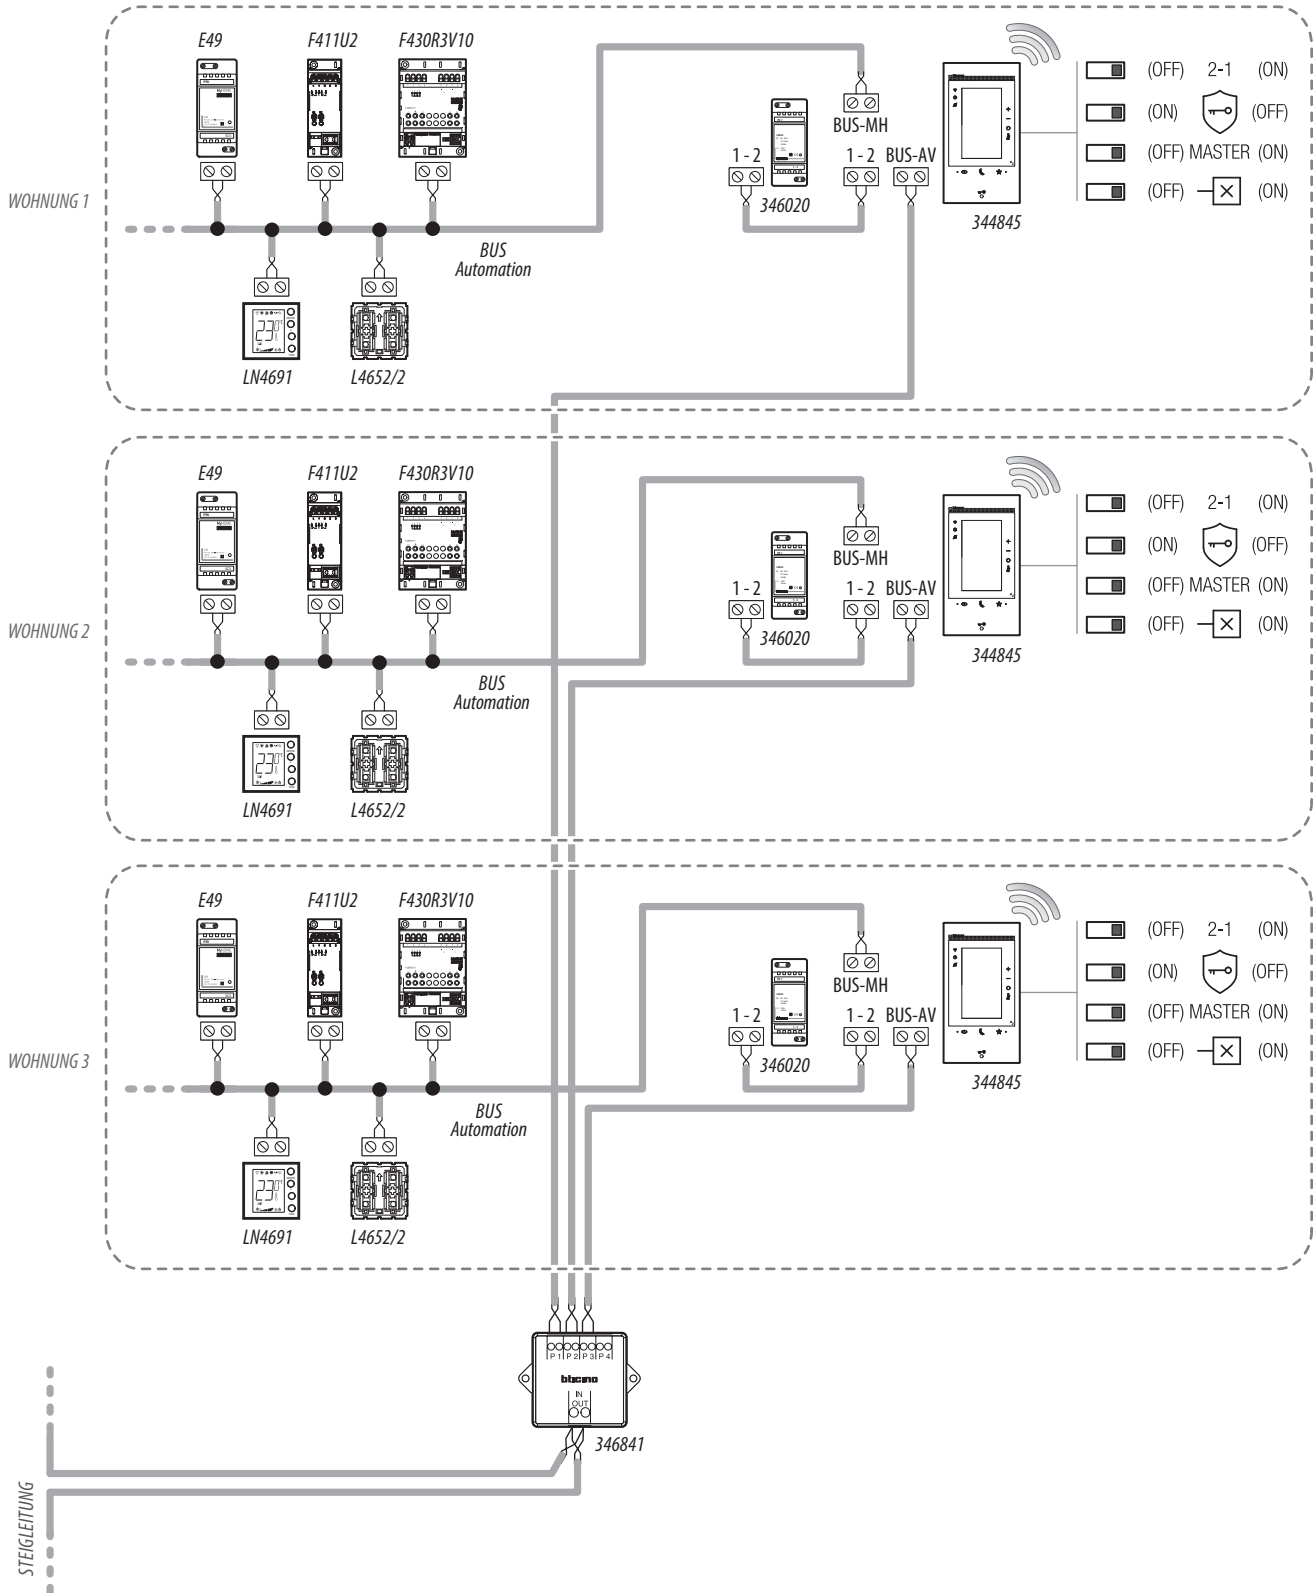 E49 F411U2 F430R3V10
BUS-MH
1 - 2 1 - 2 BUS-AV
346020
344845
(OFF) 2-1 (ON)
(ON) (OFF)
(OFF) MASTER (ON)
(OFF) (ON)
WOHNUNG 1
BUS
Automation
LN4691 L4652/2
E49 F411U2 F430R3V10
BUS-MH
1 - 2 1 - 2 BUS-AV
346020
344845
(OFF) 2-1 (ON)
(ON) (OFF)
(OFF) MASTER (ON)
(OFF) (ON)
WOHNUNG 2
BUS
Automation
LN4691 L4652/2
E49 F411U2 F430R3V10
BUS-MH
1 - 2 1 - 2 BUS-AV
346020
344845
(OFF) 2-1 (ON)
(ON) (OFF)
(OFF) MASTER (ON)
(OFF) (ON)
WOHNUNG 3
BUS
Automation
LN4691 L4652/2
P 1 P 2 P 3 P 4
bticino
IN
OUT
346841
STEIGLEITUNG